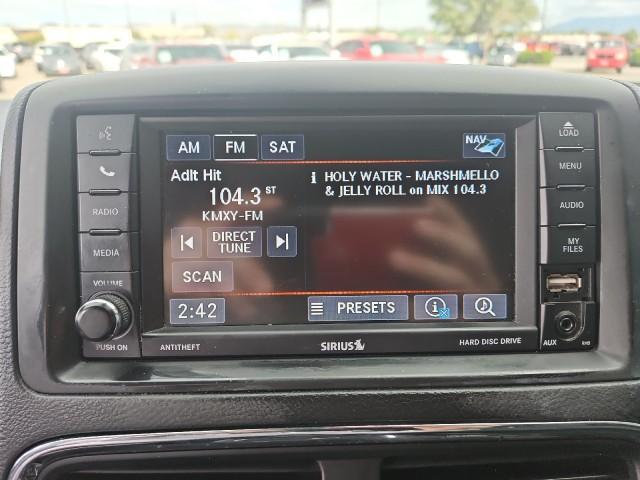 AM FM SAT NAV
Adlt Hit
104.3 ST
KMXY-FM
i HOLY WATER - MARSHMELLO
& JELLY ROLL on MIX 104.3
DIRECT
TUNE
SCAN
2:42 PRESETS i
RADIO
MEDIA
VOLUME
PUSH ON
LOAD
MENU
AUDIO
MY
FILES
AUX
ANTITHEFT SIRIUS HARD DISC DRIVE